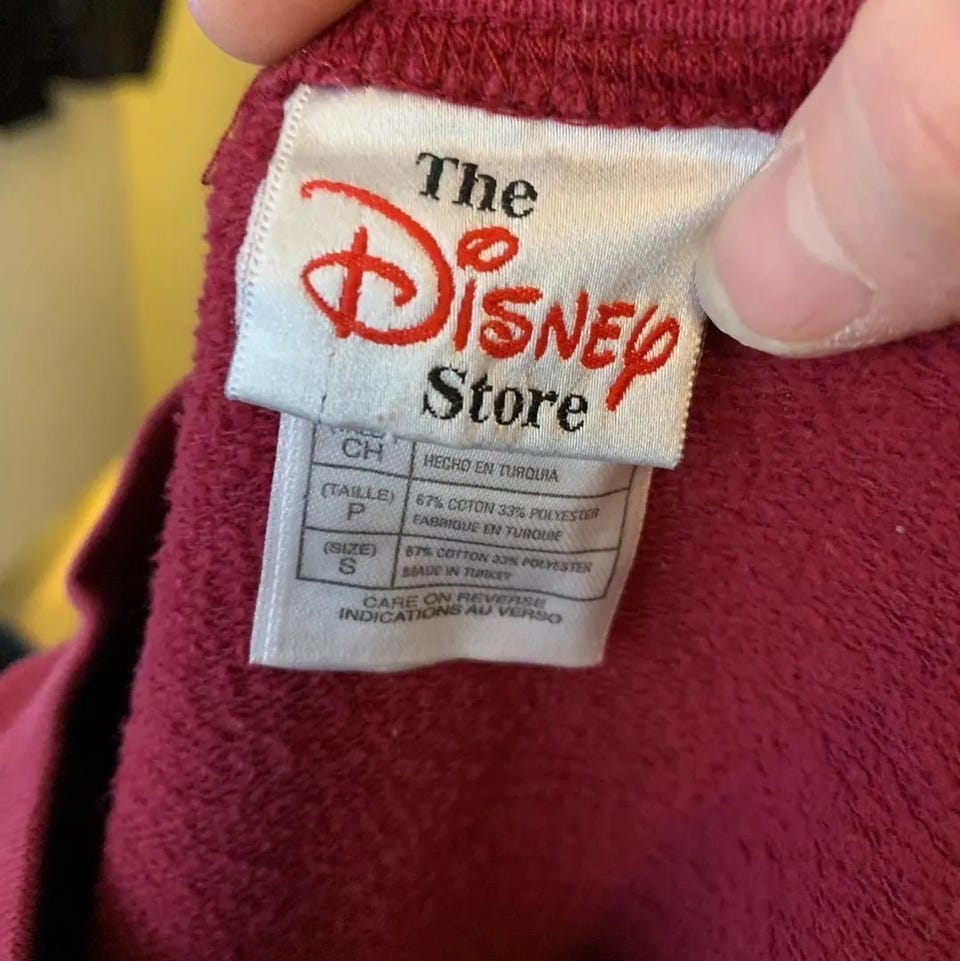 The
Disney
Store
CH
HECHO EN TURQUIA
(TAILLE)
P
67% COTON 33% POLYESTER
FABRIQUE EN TURQUIE
(SIZE)
S
67% COTTON 33% POLYESTER
MADE IN TURKEY
CARE ON REVERSE
INDICATIONS AU VERSO